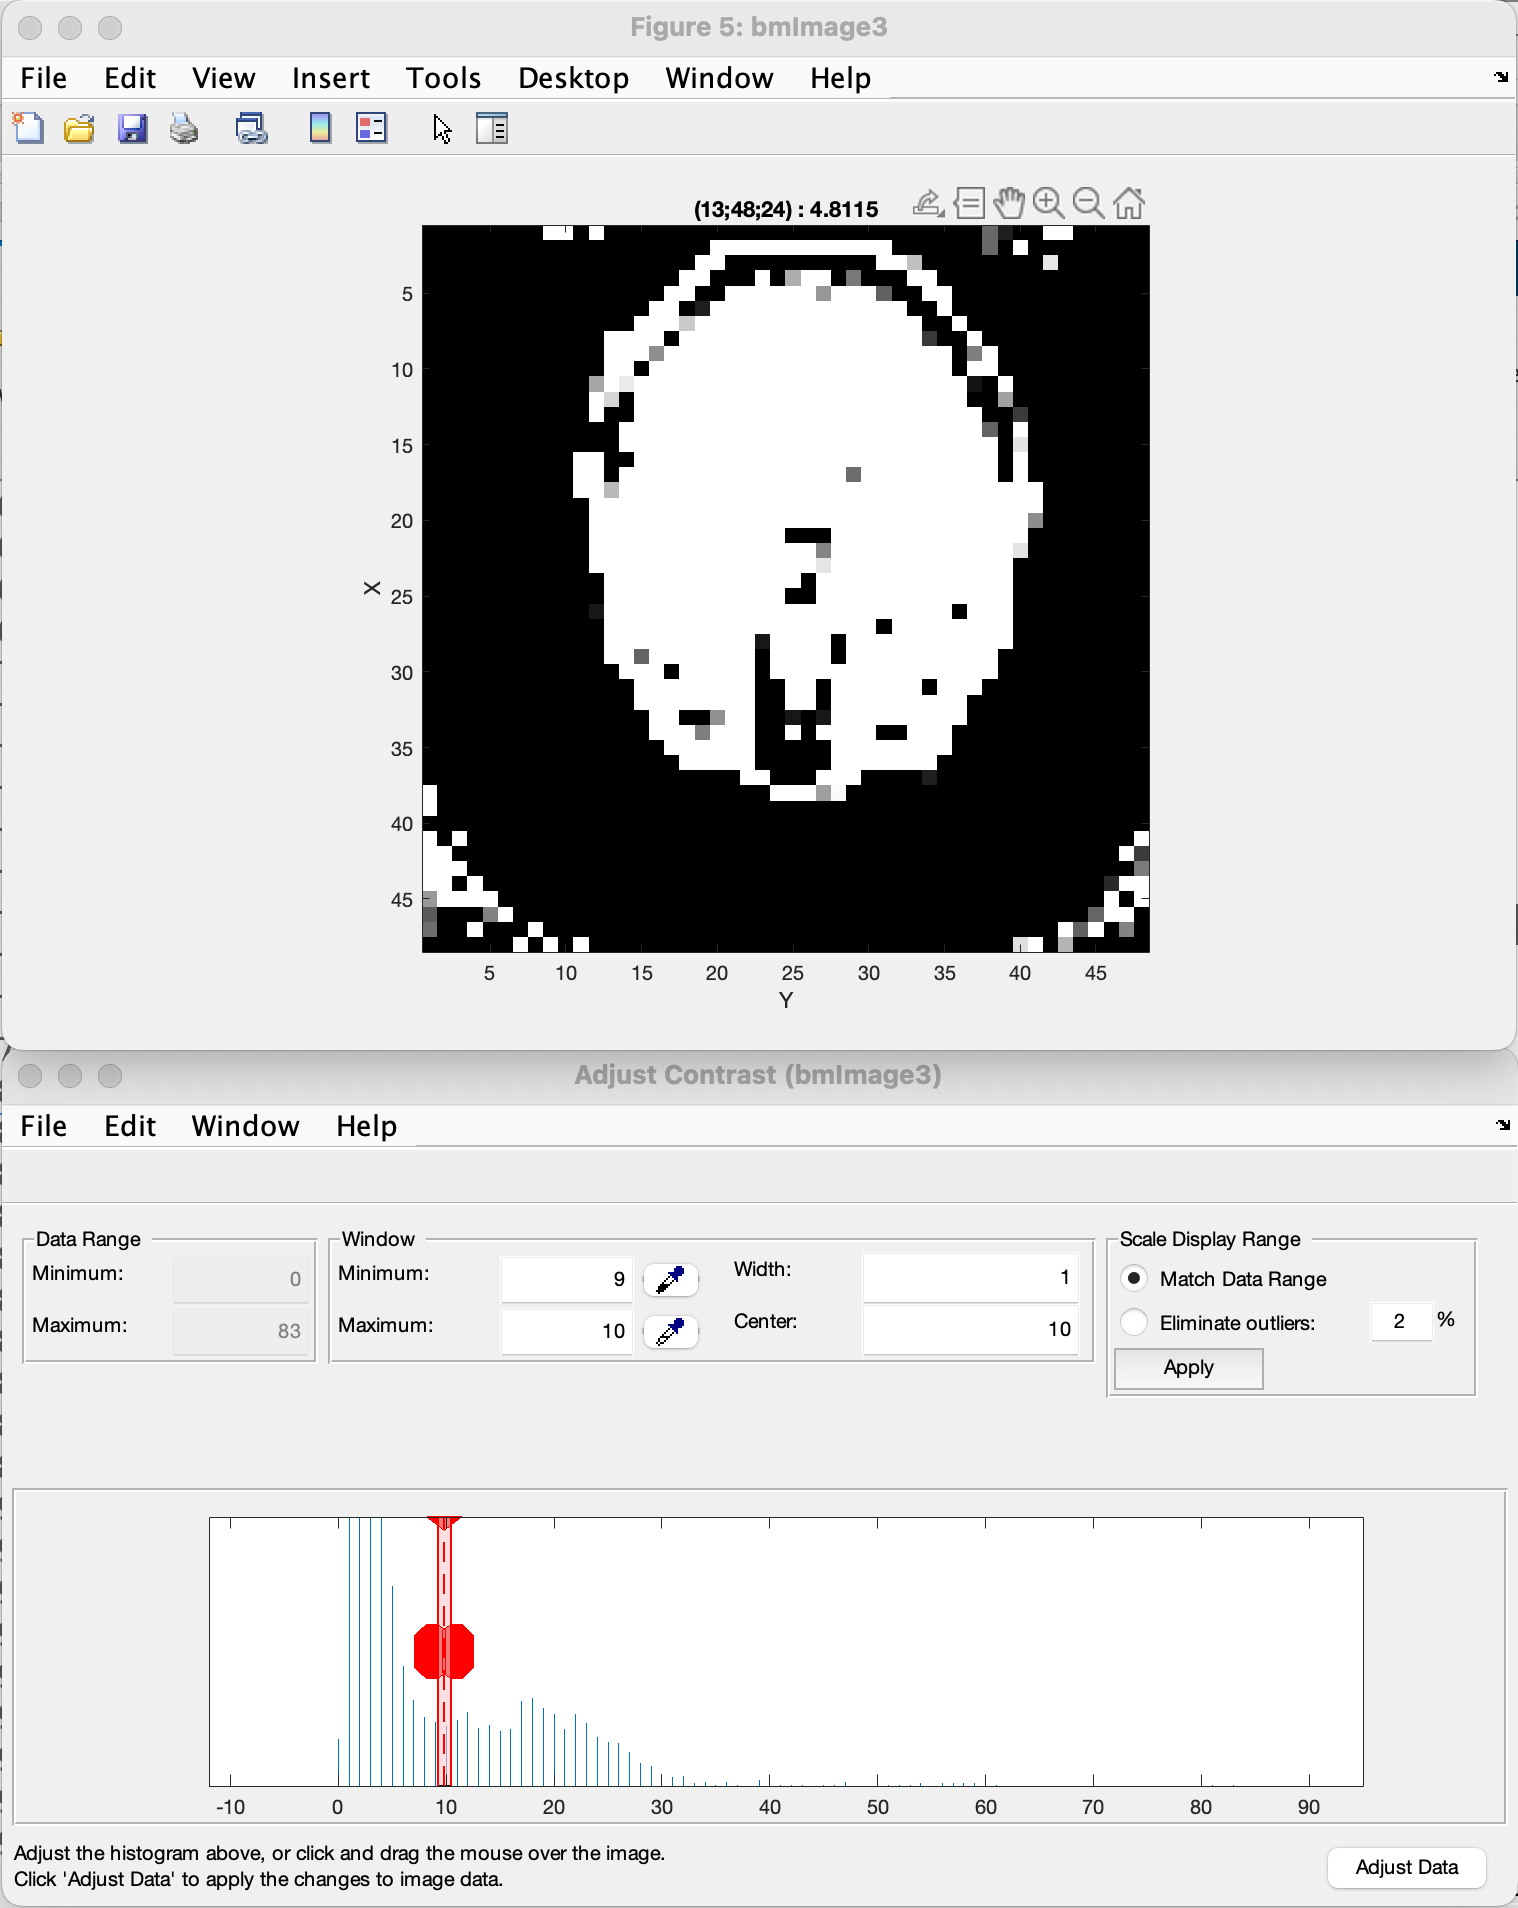 Figure 5: bmImage3
File Edit View Insert Tools Desktop Window Help
(13;48;24) : 4.8115
5
10
15
20
25
30
35
40
45
X
5 10 15 20 25 30 35 40 45
Y
Adjust Contrast (bmImage3)
File Edit Window Help
Data Range
Minimum: 0
Maximum: 83
Window
Minimum: 9
Maximum: 10
Width: 1
Center: 10
Scale Display Range
Match Data Range
Eliminate outliers: 2 %
Apply
-10 0 10 20 30 40 50 60 70 80 90
Adjust the histogram above, or click and drag the mouse over the image.
Click 'Adjust Data' to apply the changes to image data.
Adjust Data